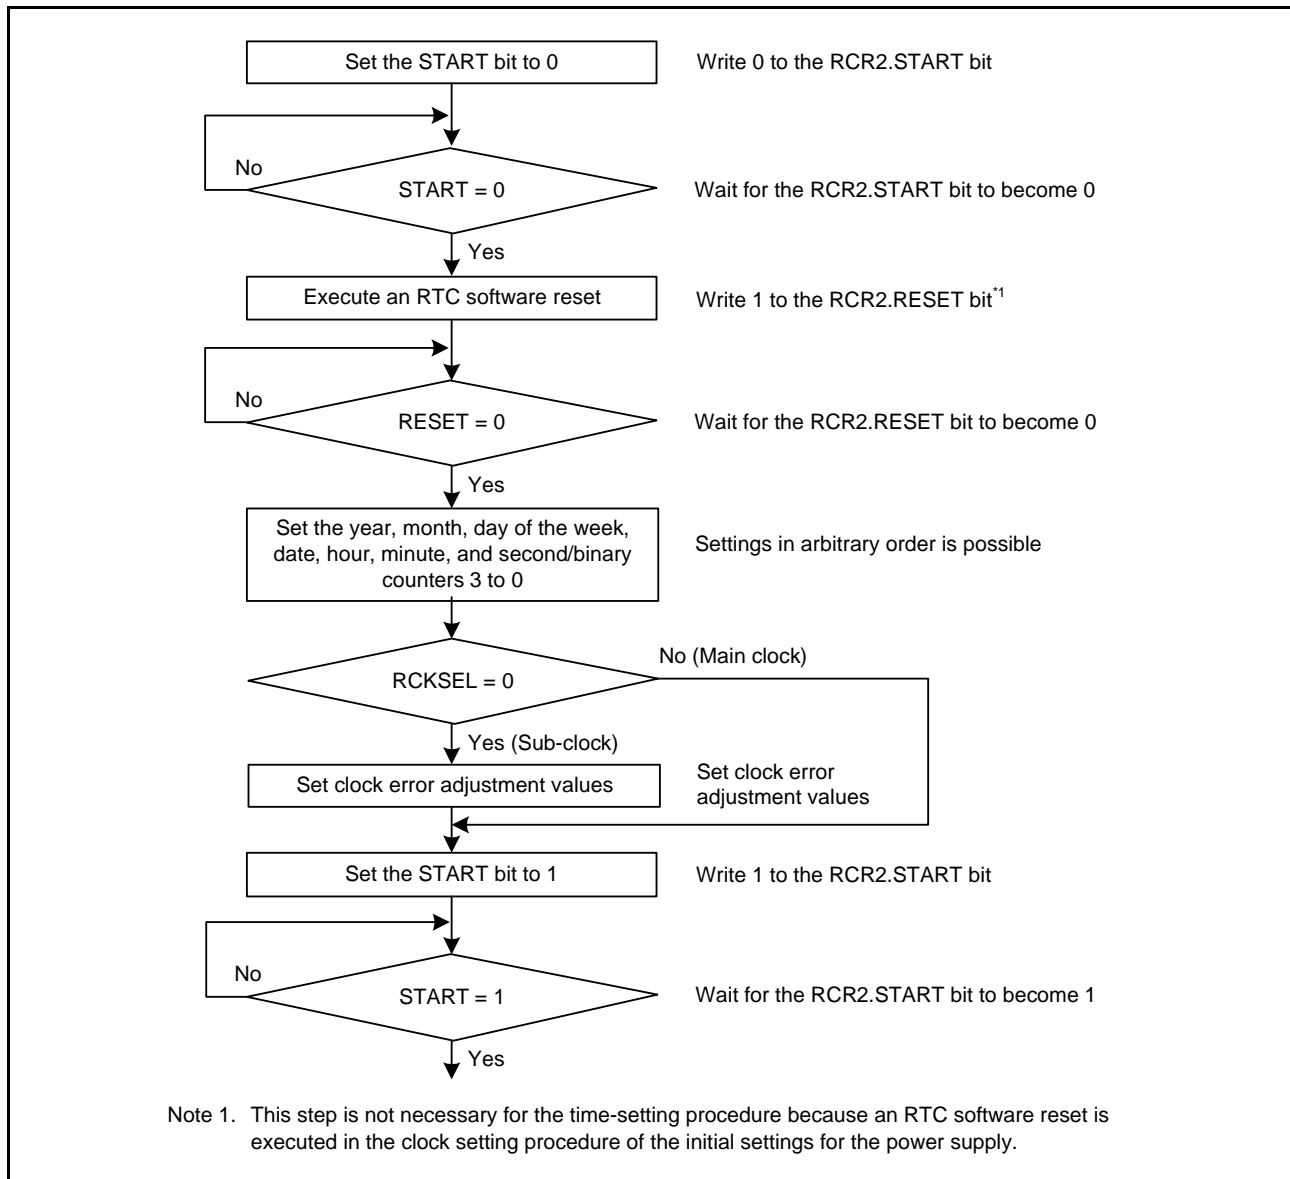 Set the START bit to 0
Write 0 to the RCR2.START bit
No
START = 0
Wait for the RCR2.START bit to become 0
Yes
Execute an RTC software reset
Write 1 to the RCR2.RESET bit*1
No
RESET = 0
Wait for the RCR2.RESET bit to become 0
Yes
Set the year, month, day of the week,
date, hour, minute, and second/binary
counters 3 to 0
Settings in arbitrary order is possible
No (Main clock)
RCKSEL = 0
Yes (Sub-clock)
Set clock error adjustment values
Set clock error
adjustment values
Set the START bit to 1
Write 1 to the RCR2.START bit
No
START = 1
Wait for the RCR2.START bit to become 1
Yes
Note 1. This step is not necessary for the time-setting procedure because an RTC software reset is
executed in the clock setting procedure of the initial settings for the power supply.